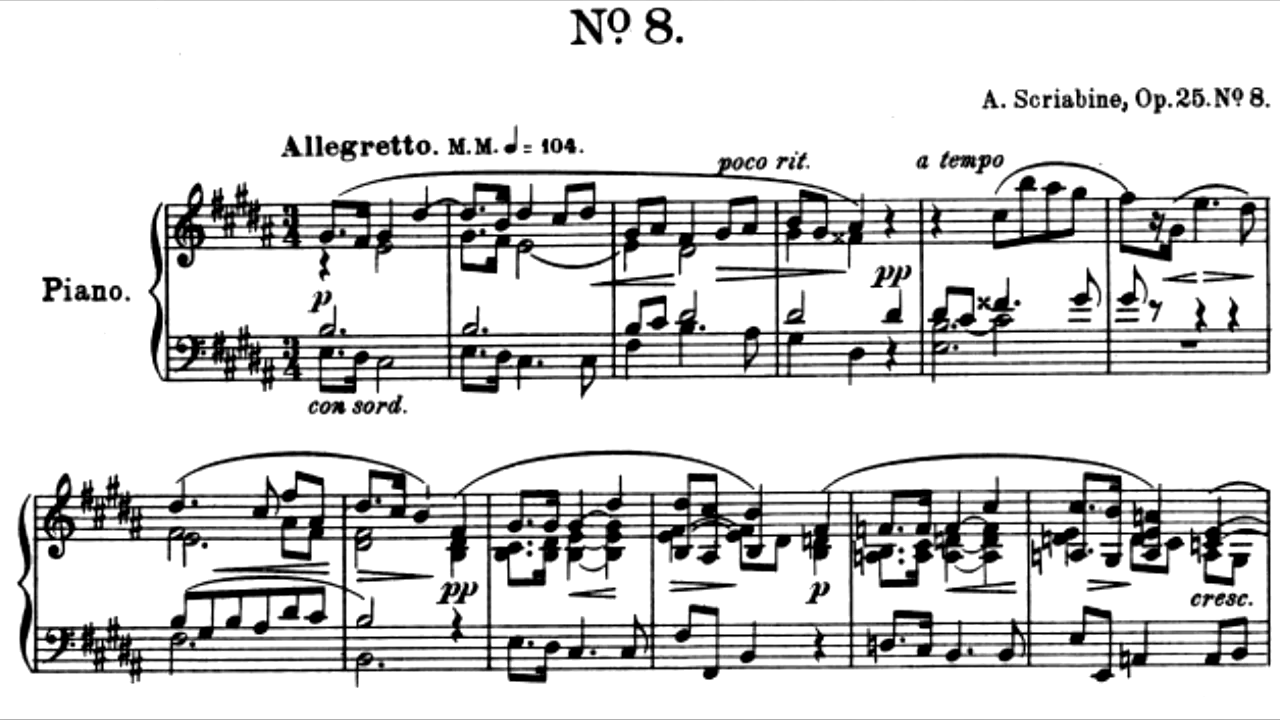 Nº 8.
A. Scriabine, Op. 25. Nº 8.
Allegretto. M.M. ♩= 104.
poco rit.
a tempo
Piano.
p
pp
con sord.
pp
p
cresc.